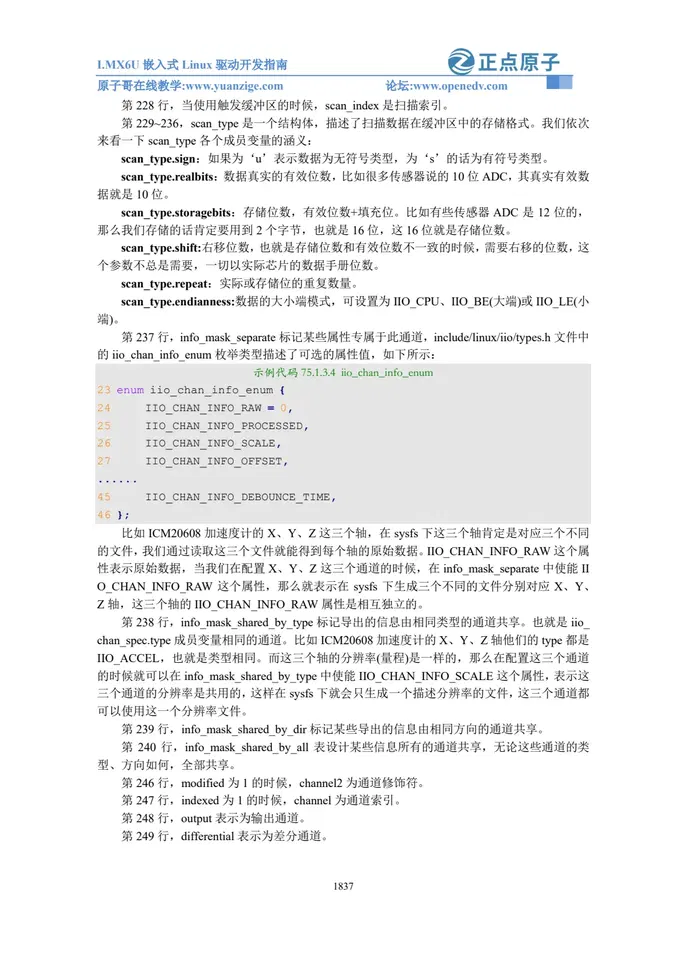 I.MX6U 嵌入式 Linux 驱动开发指南
正点原子
原子哥在线教学:www.yuanzige.com 论坛:www.openedv.com
第 228 行，当使用触发缓冲区的时候，scan_index 是扫描索引。
第 229~236，scan_type 是一个结构体，描述了扫描数据在缓冲区中的存储格式。我们依次
来看一下 scan_type 各个成员变量的涵义：
scan_type.sign：如果为‘u’表示数据为无符号类型，为‘s’的话为有符号类型。
scan_type.realbits：数据真实的有效位数，比如很多传感器说的 10 位 ADC，其真实有效数
据就是 10 位。
scan_type.storagebits：存储位数，有效位数+填充位。比如有些传感器 ADC 是 12 位的，
那么我们存储的话肯定要用到 2 个字节，也就是 16 位，这 16 位就是存储位数。
scan_type.shift:右移位数，也就是存储位数和有效位数不一致的时候，需要右移的位数，这
个参数不总是需要，一切以实际芯片的数据手册位数。
scan_type.repeat：实际或存储位的重复数量。
scan_type.endianness:数据的大小端模式，可设置为 IIO_CPU、IIO_BE(大端)或 IIO_LE(小
端)。
第 237 行，info_mask_separate 标记某些属性专属于此通道，include/linux/iio/types.h 文件中
的 iio_chan_info_enum 枚举类型描述了可选的属性值，如下所示：
示例代码 75.1.3.4 iio_chan_info_enum
23 enum iio_chan_info_enum {
24 IIO_CHAN_INFO_RAW = 0,
25 IIO_CHAN_INFO_PROCESSED,
26 IIO_CHAN_INFO_SCALE,
27 IIO_CHAN_INFO_OFFSET,
......
45 IIO_CHAN_INFO_DEBOUNCE_TIME,
46 };
比如 ICM20608 加速度计的 X、Y、Z 这三个轴，在 sysfs 下这三个轴肯定是对应三个不同
的文件，我们通过读取这三个文件就能得到每个轴的原始数据。IIO_CHAN_INFO_RAW 这个属
性表示原始数据，当我们在配置 X、Y、Z 这三个通道的时候，在 info_mask_separate 中使能 II
O_CHAN_INFO_RAW 这个属性，那么就表示在 sysfs 下生成三个不同的文件分别对应 X、Y、
Z 轴，这三个轴的 IIO_CHAN_INFO_RAW 属性是相互独立的。
第 238 行，info_mask_shared_by_type 标记导出的信息由相同类型的通道共享。也就是 iio_
chan_spec.type 成员变量相同的通道。比如 ICM20608 加速度计的 X、Y、Z 轴他们的 type 都是
IIO_ACCEL，也就是类型相同。而这三个轴的分辨率(量程)是一样的，那么在配置这三个通道
的时候就可以在 info_mask_shared_by_type 中使能 IIO_CHAN_INFO_SCALE 这个属性，表示这
三个通道的分辨率是共用的，这样在 sysfs 下就会只生成一个描述分辨率的文件，这三个通道都
可以使用这一个分辨率文件。
第 239 行，info_mask_shared_by_dir 标记某些导出的信息由相同方向的通道共享。
第 240 行，info_mask_shared_by_all 表设计某些信息所有的通道共享，无论这些通道的类
型、方向如何，全部共享。
第 246 行，modified 为 1 的时候，channel2 为通道修饰符。
第 247 行，indexed 为 1 的时候，channel 为通道索引。
第 248 行，output 表示为输出通道。
第 249 行，differential 表示为差分通道。
1837